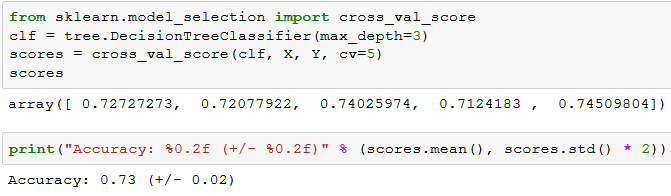 from sklearn.model_selection import cross_val_score
clf = tree.DecisionTreeClassifier(max_depth=3)
scores = cross_val_score(clf, X, Y, cv=5)
scores
array([ 0.72727273,  0.72077922,  0.74025974,  0.7124183 ,  0.74509804])
print("Accuracy: %0.2f (+/- %0.2f)" % (scores.mean(), scores.std() * 2))
Accuracy: 0.73 (+/- 0.02)